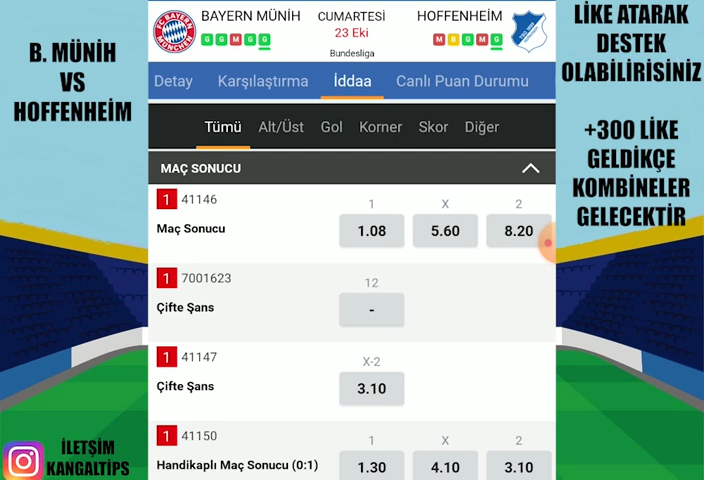 B. MÜNİH
VS
HOFFENHEİM
BAYERN MÜNİH
G G M G G
CUMARTESİ
23 Eki
Bundesliga
HOFFENHEİM
M B G M G
LİKE ATARAK
DESTEK
OLABİLİRİSİNİZ
+300 LİKE
GELDİKÇE
KOMBİNELER
GELECEKTİR
Detay Karşılaştırma İddaa Canlı Puan Durumu
Tümü Alt/Üst Gol Korner Skor Diğer
MAÇ SONUCU
1 41146
Maç Sonucu
1 X 2
1.08 5.60 8.20
1 7001623
Çifte Şans
12
-
1 41147
Çifte Şans
X-2
3.10
1 41150
Handikaplı Maç Sonucu (0:1)
1 X 2
1.30 4.10 3.10
İLETŞİM
KANGALTİPS